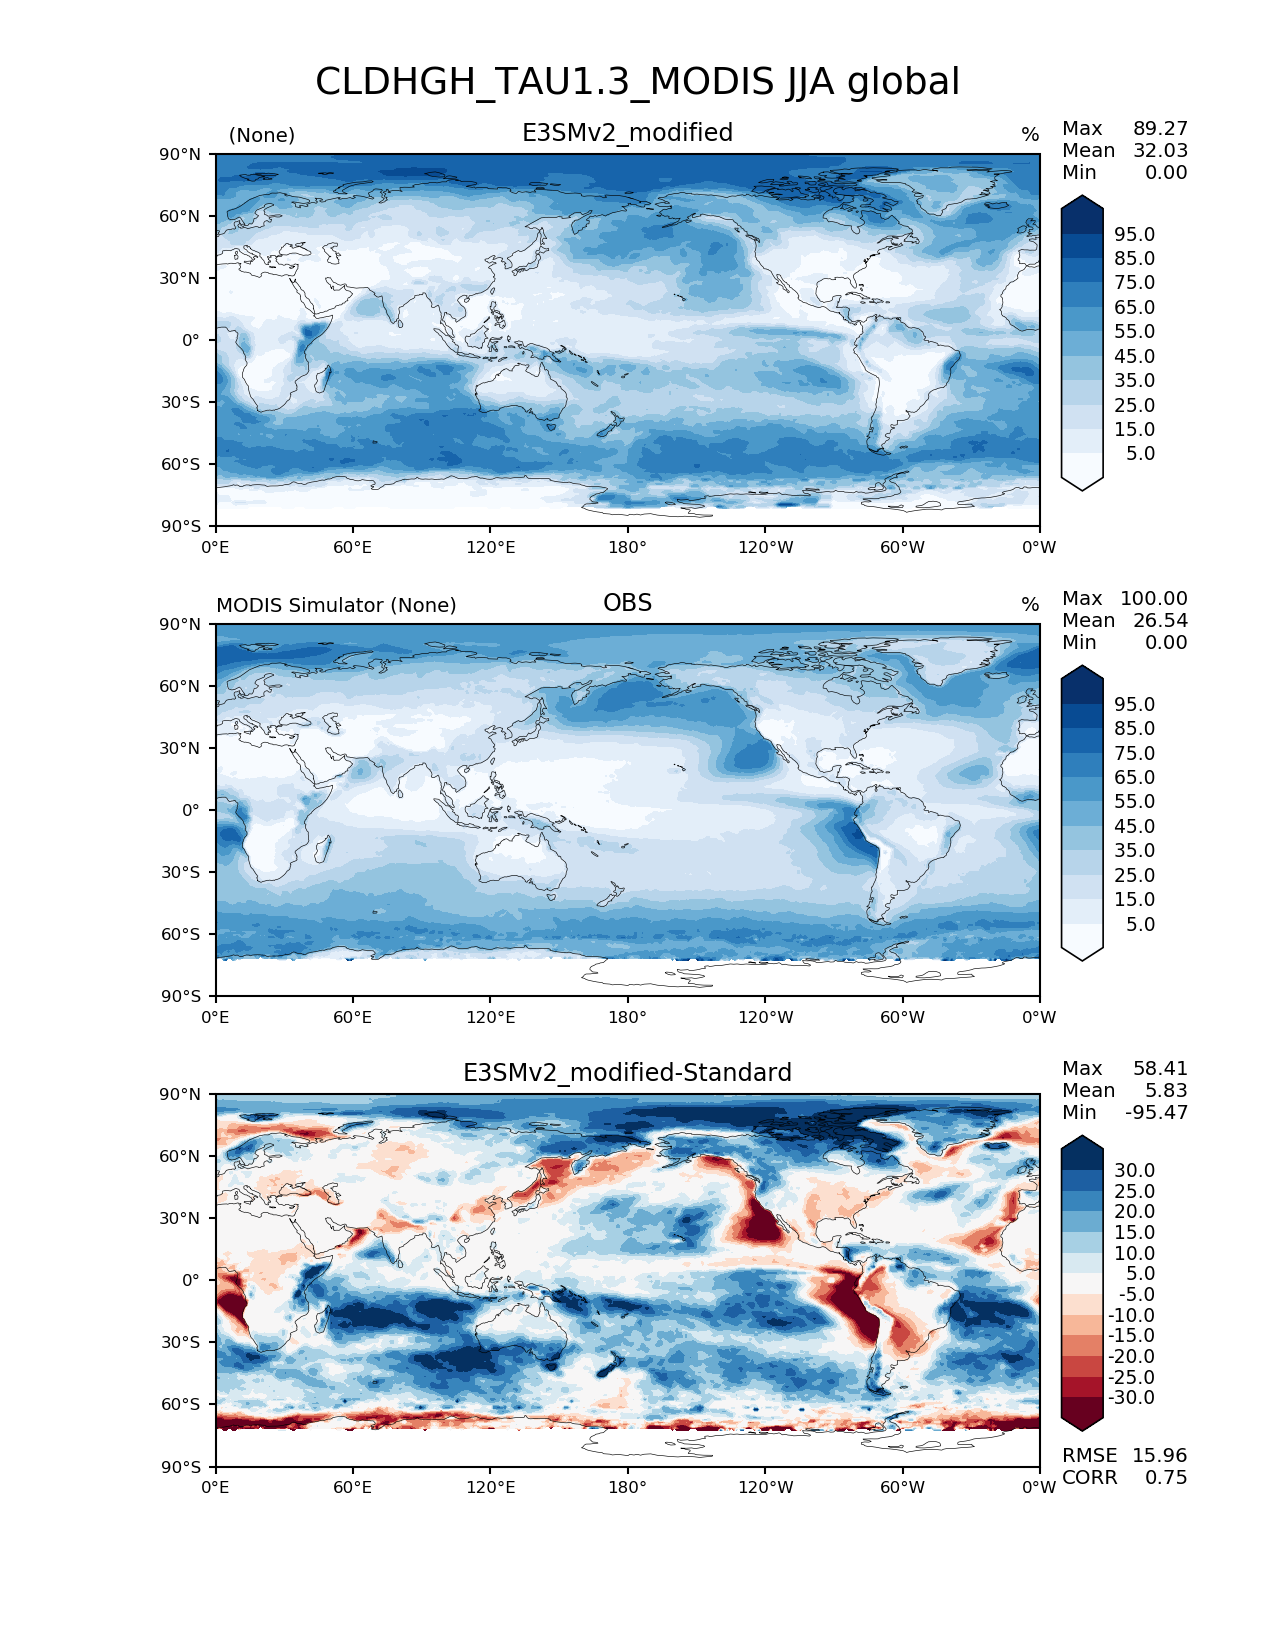 CLDHGH_TAU1.3_MODIS JJA global
(None) E3SMv2_modified %
Max 89.27
Mean 32.03
Min 0.00
90°N
60°N
30°N
0°
30°S
60°S
90°S
0°E 60°E 120°E 180° 120°W 60°W 0°W
95.0
85.0
75.0
65.0
55.0
45.0
35.0
25.0
15.0
5.0
MODIS Simulator (None) OBS %
Max 100.00
Mean 26.54
Min 0.00
90°N
60°N
30°N
0°
30°S
60°S
90°S
0°E 60°E 120°E 180° 120°W 60°W 0°W
95.0
85.0
75.0
65.0
55.0
45.0
35.0
25.0
15.0
5.0
E3SMv2_modified-Standard
Max 58.41
Mean 5.83
Min -95.47
90°N
60°N
30°N
0°
30°S
60°S
90°S
0°E 60°E 120°E 180° 120°W 60°W 0°W
30.0
25.0
20.0
15.0
10.0
5.0
-5.0
-10.0
-15.0
-20.0
-25.0
-30.0
RMSE 15.96
CORR 0.75